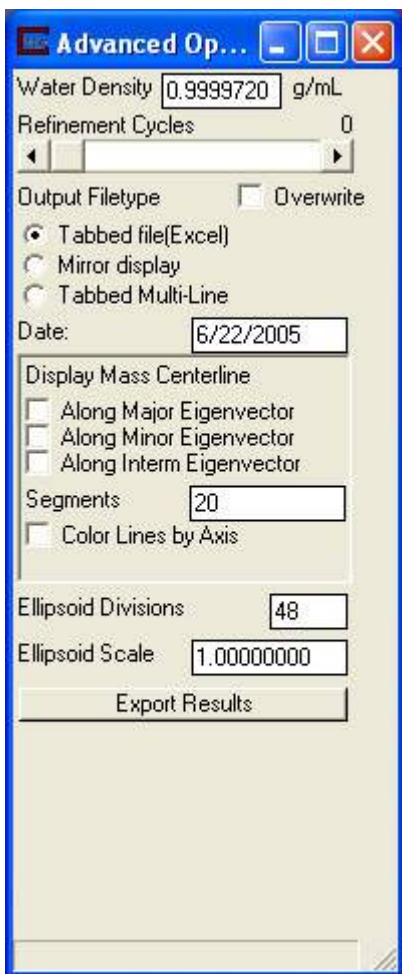 Advanced Op...
Water Density 0.9999720 g/mL
Refinement Cycles 0
Output Filetype Overwrite
Tabbed file(Excel)
Mirror display
Tabbed Multi-Line
Date: 6/22/2005
Display Mass Centerline
Along Major Eigenvector
Along Minor Eigenvector
Along Interm Eigenvector
Segments 20
Color Lines by Axis
Ellipsoid Divisions 48
Ellipsoid Scale 1.00000000
Export Results